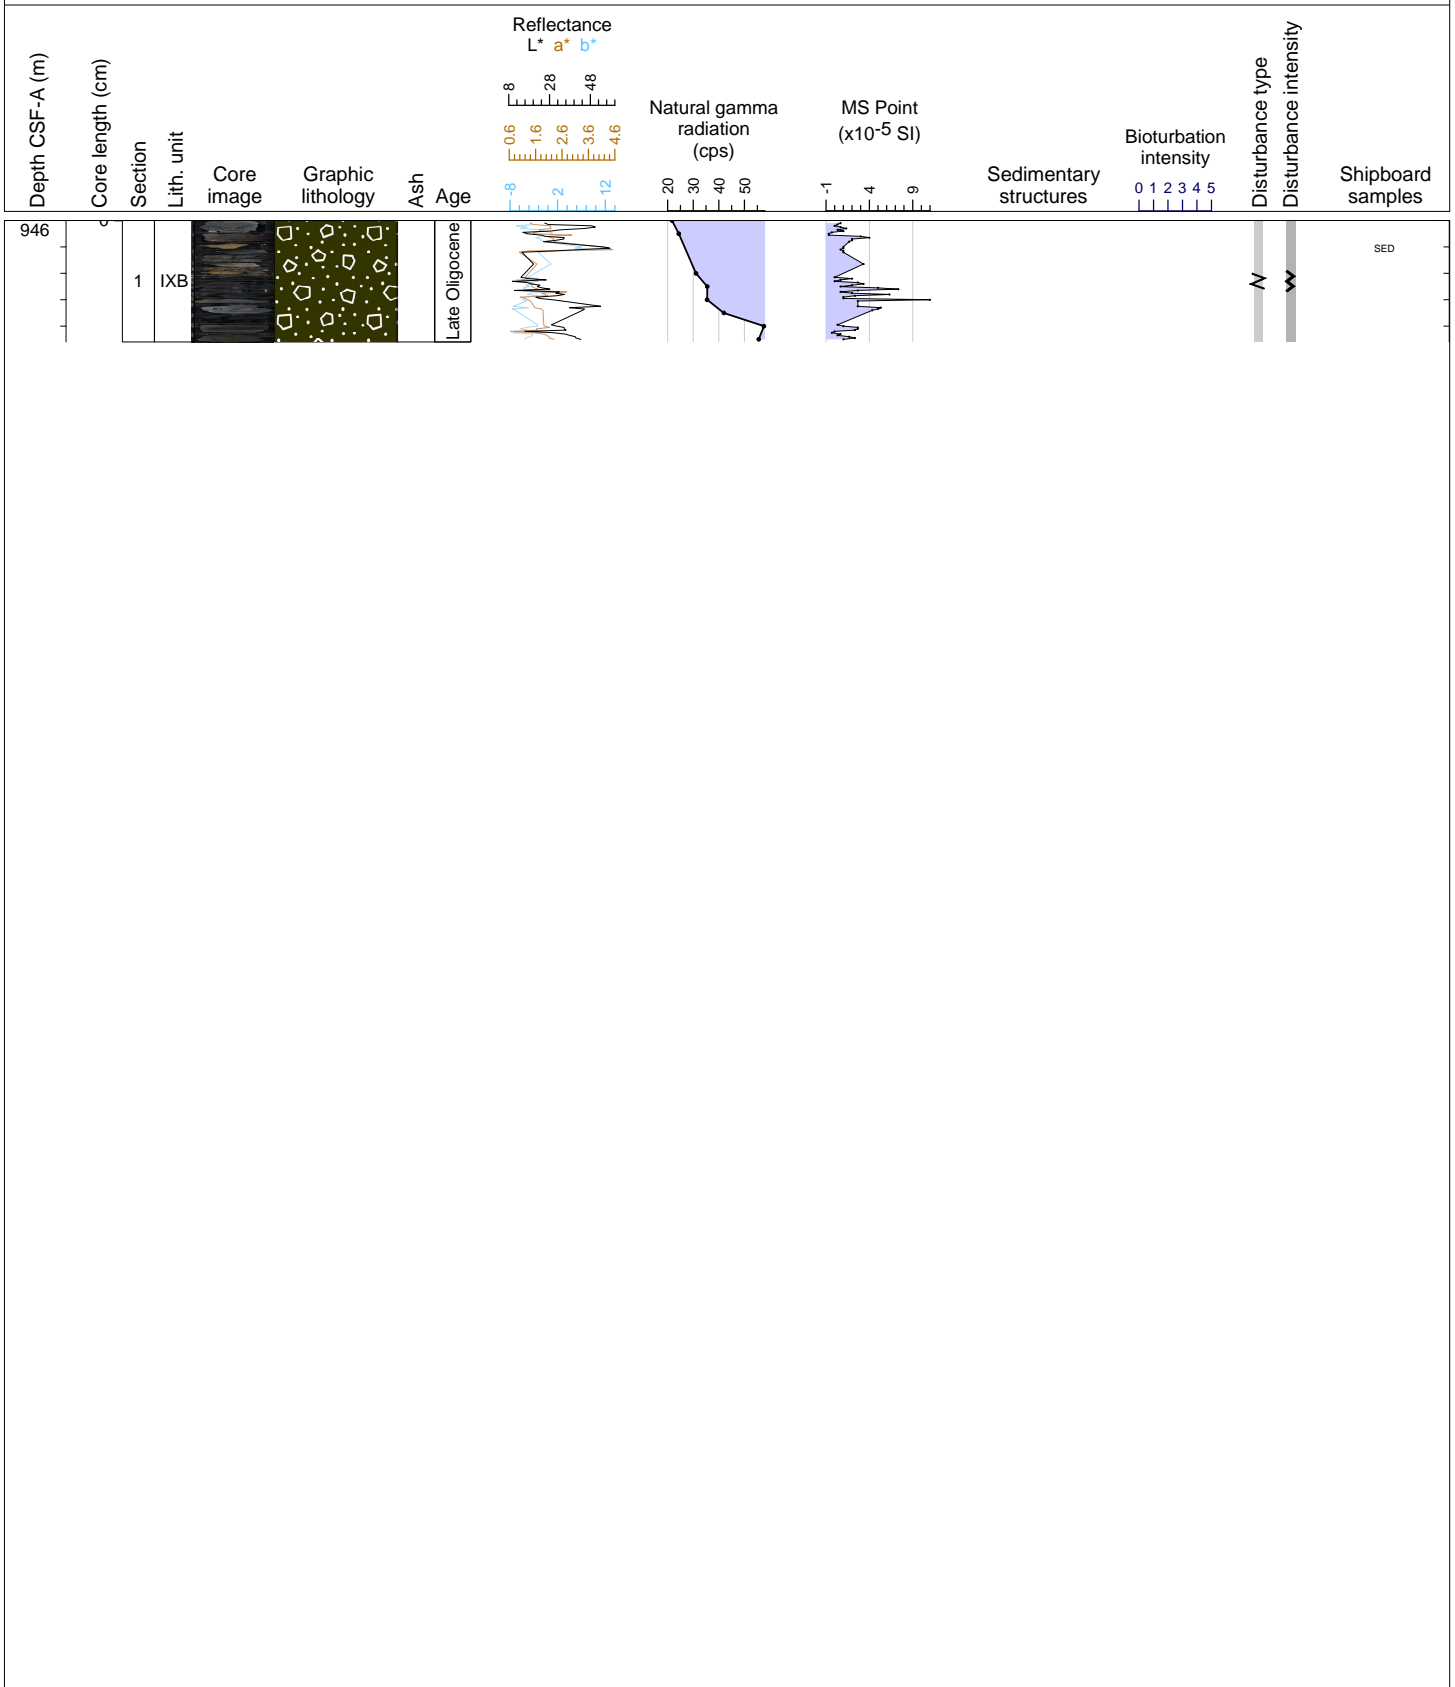 Reflectance
L* a* b*
Depth CSF-A (m)
Core length (cm)
Section
Lith. unit
Core
image
Graphic
lithology
Ash
Age
8 28 48
0.6 1.6 2.6 3.6 4.6
-8 2 12
Natural gamma
radiation
(cps)
20 30 40 50
MS Point
(x10-5 SI)
-1 4 9
Sedimentary
structures
Bioturbation
intensity
0 1 2 3 4 5
Disturbance type
Disturbance intensity
Shipboard
samples
946
1
IXB
Late Oligocene
SED